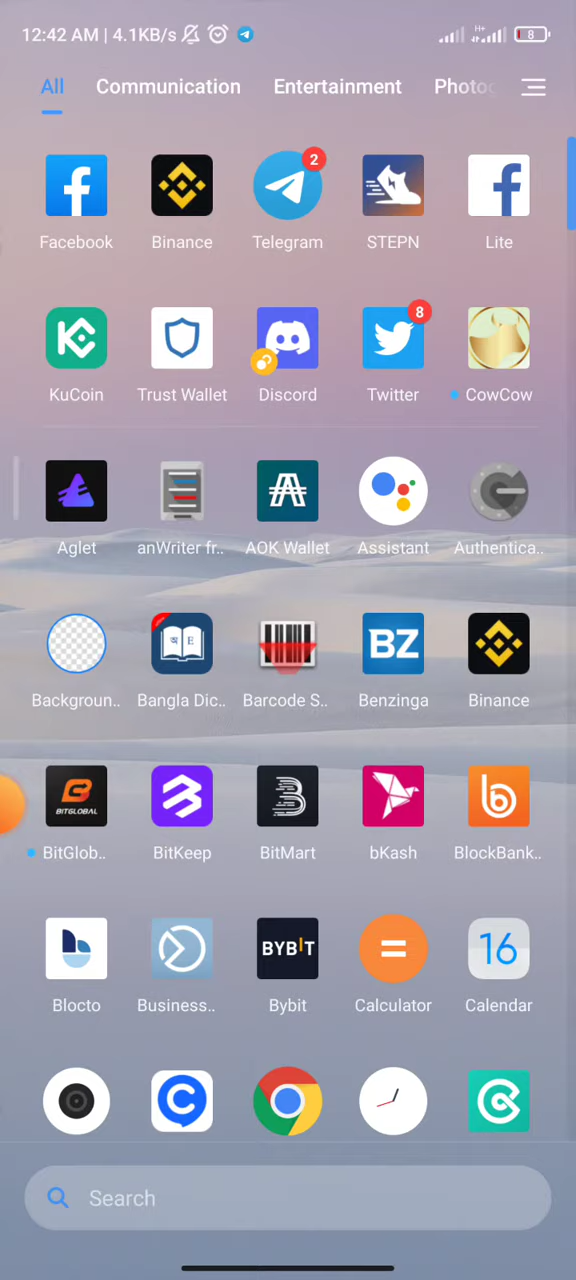 12:42 AM | 4.1KB/s H+ 8
All Communication Entertainment Photog
2
Facebook Binance Telegram STEPN Lite
8
KuCoin Trust Wallet Discord Twitter CowCow
Aglet anWriter fr.. AOK Wallet Assistant Authentica..
অ E BZ
Backgroun.. Bangla Dic.. Barcode S.. Benzinga Binance
BITGLOBAL
BitGlob.. BitKeep BitMart bKash BlockBank..
BYBIT 16
Blocto Business.. Bybit Calculator Calendar
Search